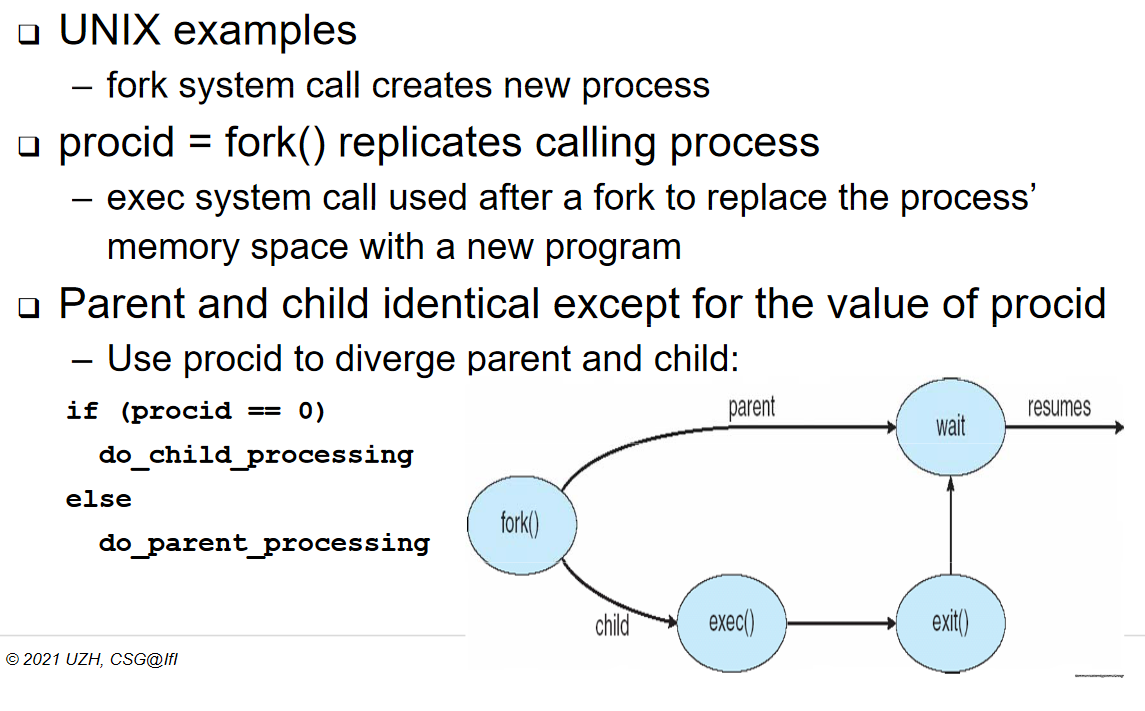 ❑ UNIX examples
– fork system call creates new process
❑ procid = fork() replicates calling process
– exec system call used after a fork to replace the process’
memory space with a new program
❑ Parent and child identical except for the value of procid
– Use procid to diverge parent and child:
if (procid == 0)
do_child_processing
else
do_parent_processing
parent
wait
resumes
fork()
child
exec()
exit()
© 2021 UZH, CSG@IfI